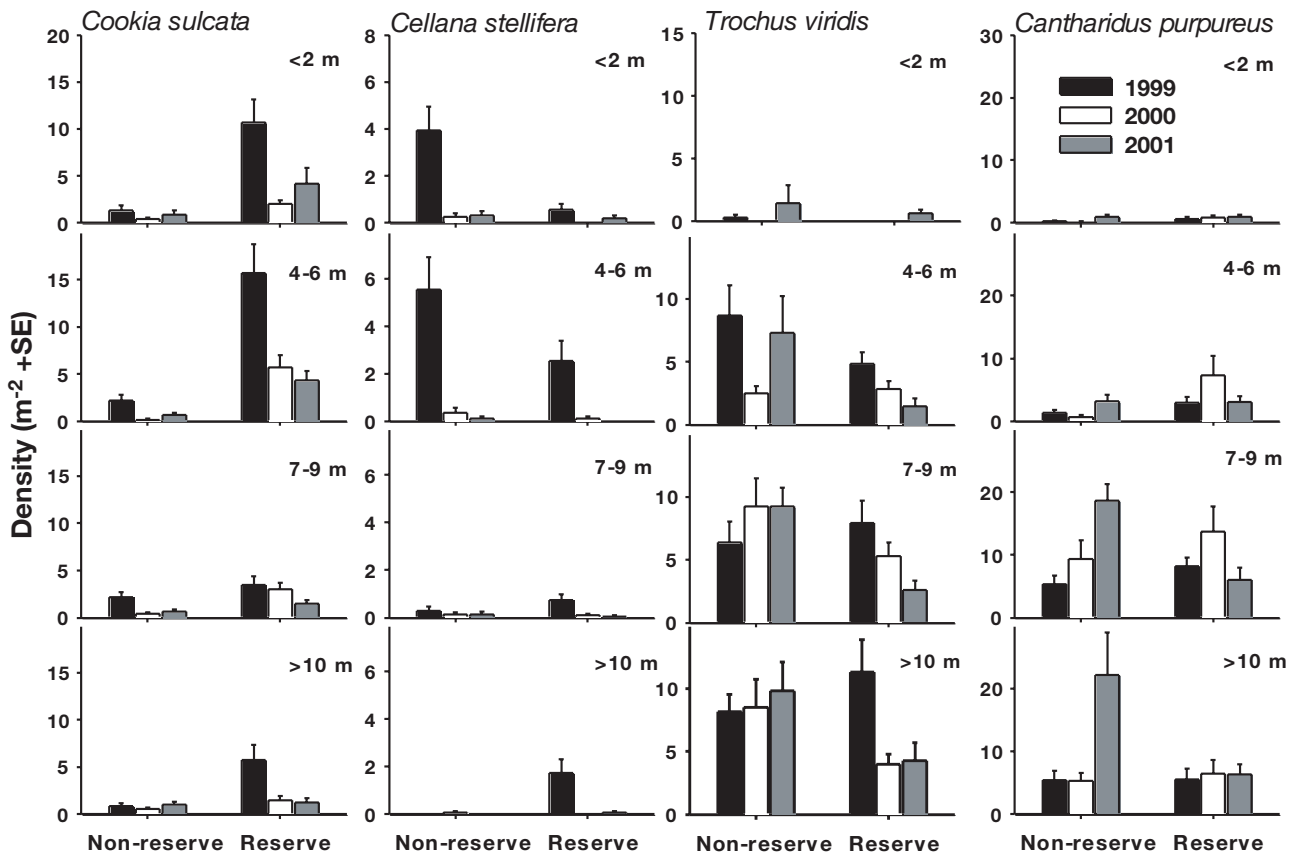 Cookia sulcata
Cellana stellifera
Trochus viridis
Cantharidus purpureus
Density (m-2 +SE)
20
15
10
5
0
<2 m
8
6
4
2
0
<2 m
15
10
5
0
<2 m
30
20
10
0
<2 m
1999
2000
2001
15
10
5
0
4-6 m
6
4
2
0
4-6 m
10
5
0
4-6 m
20
10
0
4-6 m
15
10
5
0
7-9 m
6
4
2
0
7-9 m
10
5
0
7-9 m
20
10
0
7-9 m
15
10
5
0
>10 m
6
4
2
0
>10 m
10
5
0
>10 m
20
10
0
>10 m
Non-reserve Reserve
Non-reserve Reserve
Non-reserve Reserve
Non-reserve Reserve